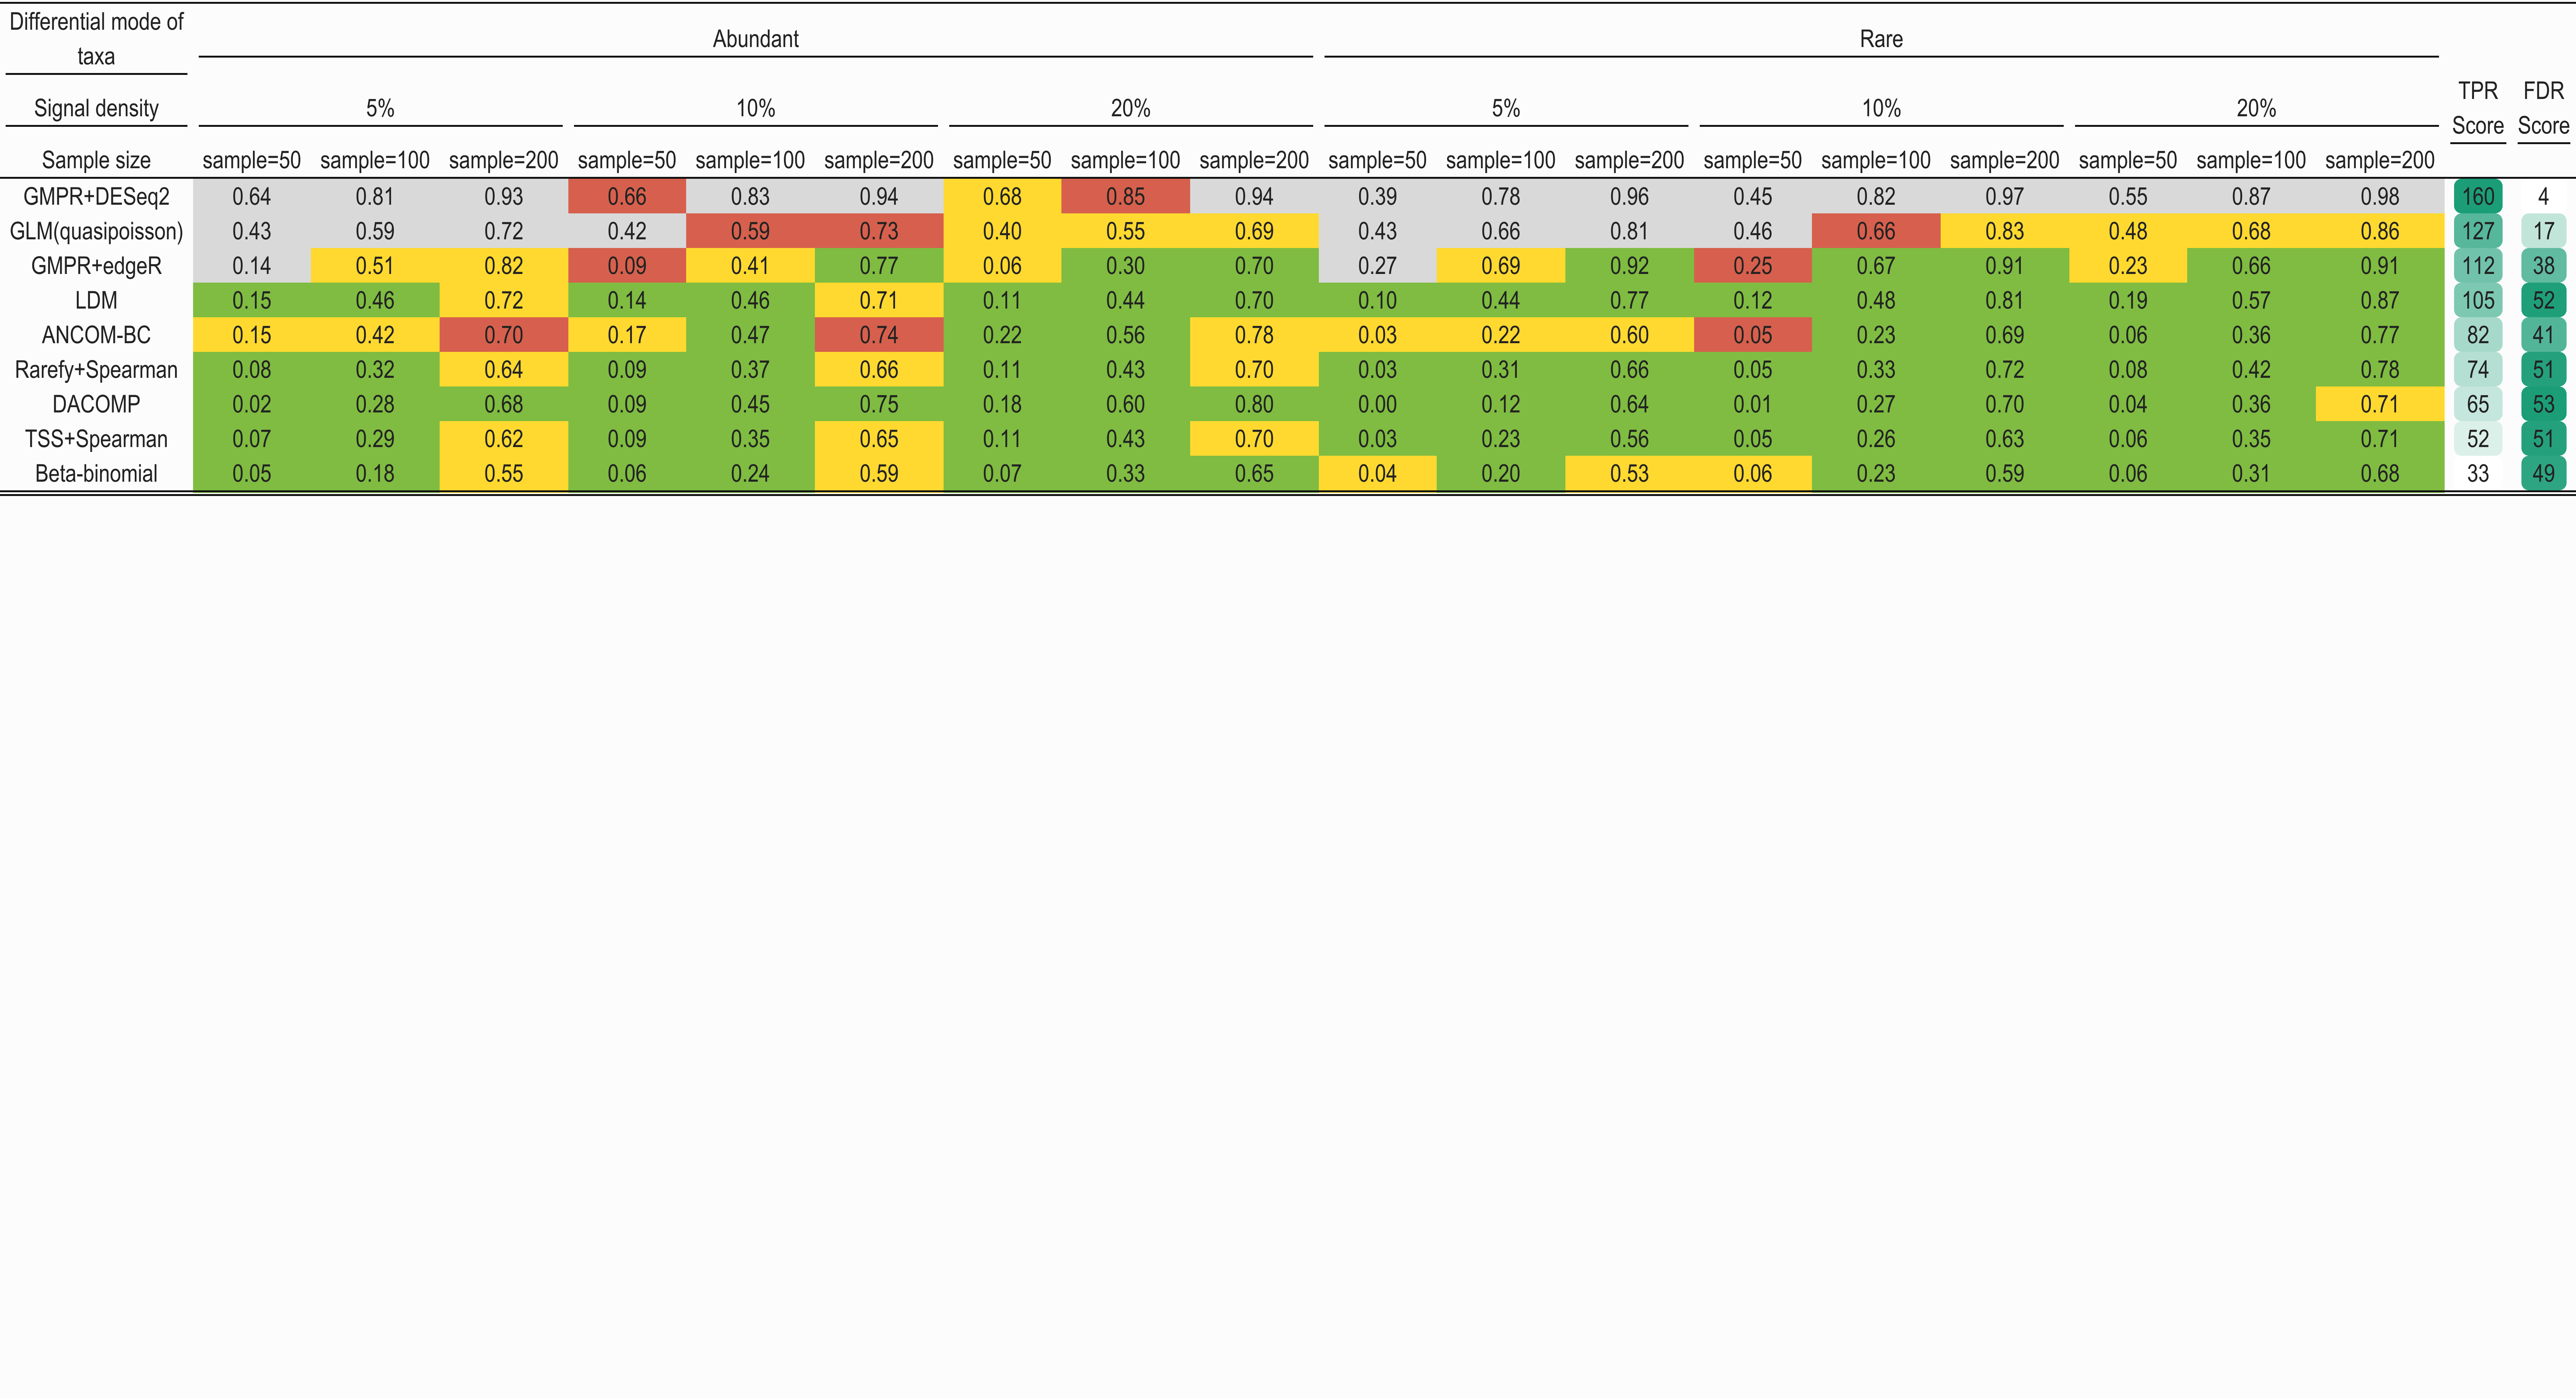 Differential mode of
taxa
Abundant Rare
Signal density 5% 10% 20% 5% 10% 20% TPR Score FDR Score
Sample size sample=50 sample=100 sample=200 sample=50 sample=100 sample=200 sample=50 sample=100 sample=200 sample=50 sample=100 sample=200 sample=50 sample=100 sample=200 sample=50 sample=100 sample=200
GMPR+DESeq2 0.64 0.81 0.93 0.66 0.83 0.94 0.68 0.85 0.94 0.39 0.78 0.96 0.45 0.82 0.97 0.55 0.87 0.98 160 4
GLM(quasipoisson) 0.43 0.59 0.72 0.42 0.59 0.73 0.40 0.55 0.69 0.43 0.66 0.81 0.46 0.66 0.83 0.48 0.68 0.86 127 17
GMPR+edgeR 0.14 0.51 0.82 0.09 0.41 0.77 0.06 0.30 0.70 0.27 0.69 0.92 0.25 0.67 0.91 0.23 0.66 0.91 112 38
LDM 0.15 0.46 0.72 0.14 0.46 0.71 0.11 0.44 0.70 0.10 0.44 0.77 0.12 0.48 0.81 0.19 0.57 0.87 105 52
ANCOM-BC 0.15 0.42 0.70 0.17 0.47 0.74 0.22 0.56 0.78 0.03 0.22 0.60 0.05 0.23 0.69 0.06 0.36 0.77 82 41
Rarefy+Spearman 0.08 0.32 0.64 0.09 0.37 0.66 0.11 0.43 0.70 0.03 0.31 0.66 0.05 0.33 0.72 0.08 0.42 0.78 74 51
DACOMP 0.02 0.28 0.68 0.09 0.45 0.75 0.18 0.60 0.80 0.00 0.12 0.64 0.01 0.27 0.70 0.04 0.36 0.71 65 53
TSS+Spearman 0.07 0.29 0.62 0.09 0.35 0.65 0.11 0.43 0.70 0.03 0.23 0.56 0.05 0.26 0.63 0.06 0.35 0.71 52 51
Beta-binomial 0.05 0.18 0.55 0.06 0.24 0.59 0.07 0.33 0.65 0.04 0.20 0.53 0.06 0.23 0.59 0.06 0.31 0.68 33 49